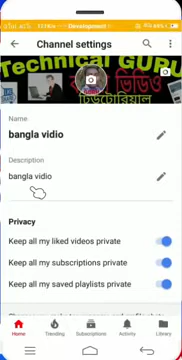 Channel settings
Technical GURU
বাংলা ভিডিও
টিউটোরিয়াল
Name
bangla vidio
Description
bangla vidio
Privacy
Keep all my liked videos private
Keep all my subscriptions private
Keep all my saved playlists private
Home
Trending
Subscriptions
Activity
Library